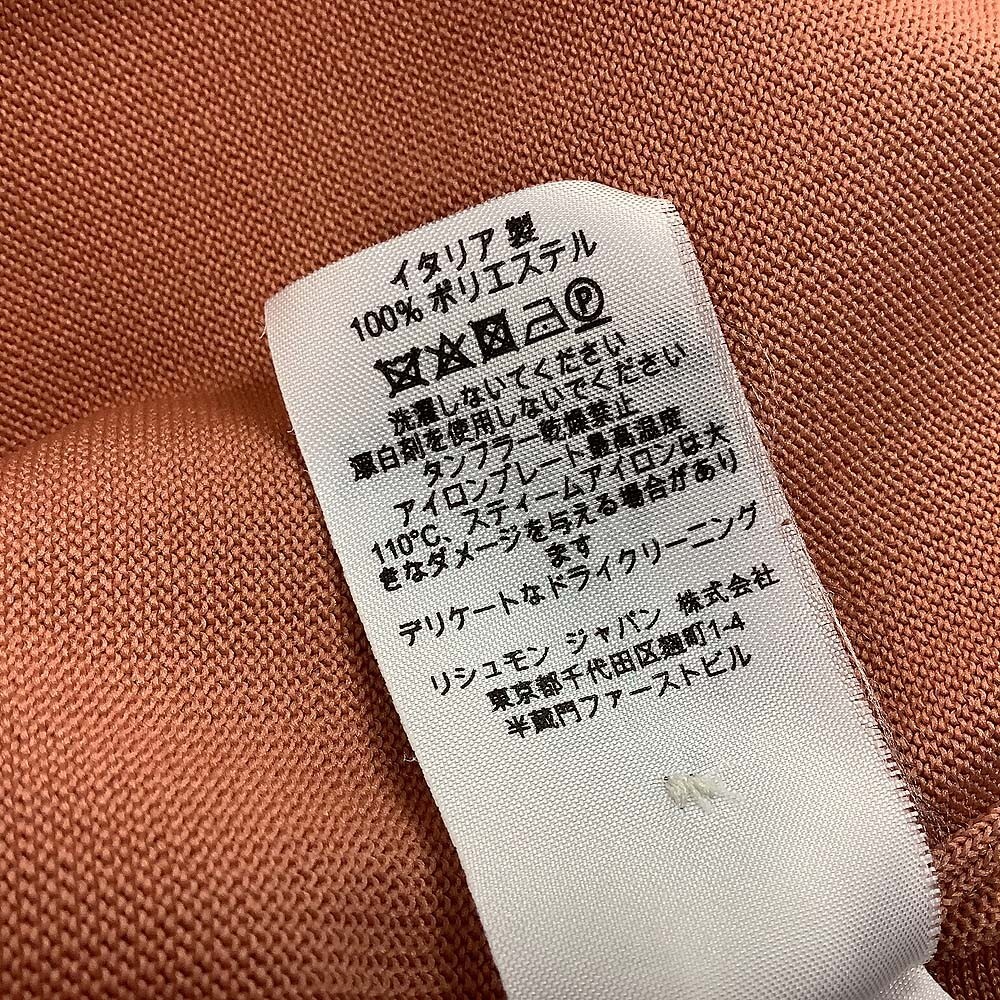 イタリア 製
100% ポリエステル
P
洗濯しないでください
漂白剤を使用しないでください
タンブラー乾燥禁止
アイロンプレート最高温度
110°C、スティームアイロンは大
きなダメージを与える場合があり
ます
デリケートなドライクリーニング
リシュモン ジャパン 株式会社
東京都千代田区麹町1-4
半蔵門ファーストビル